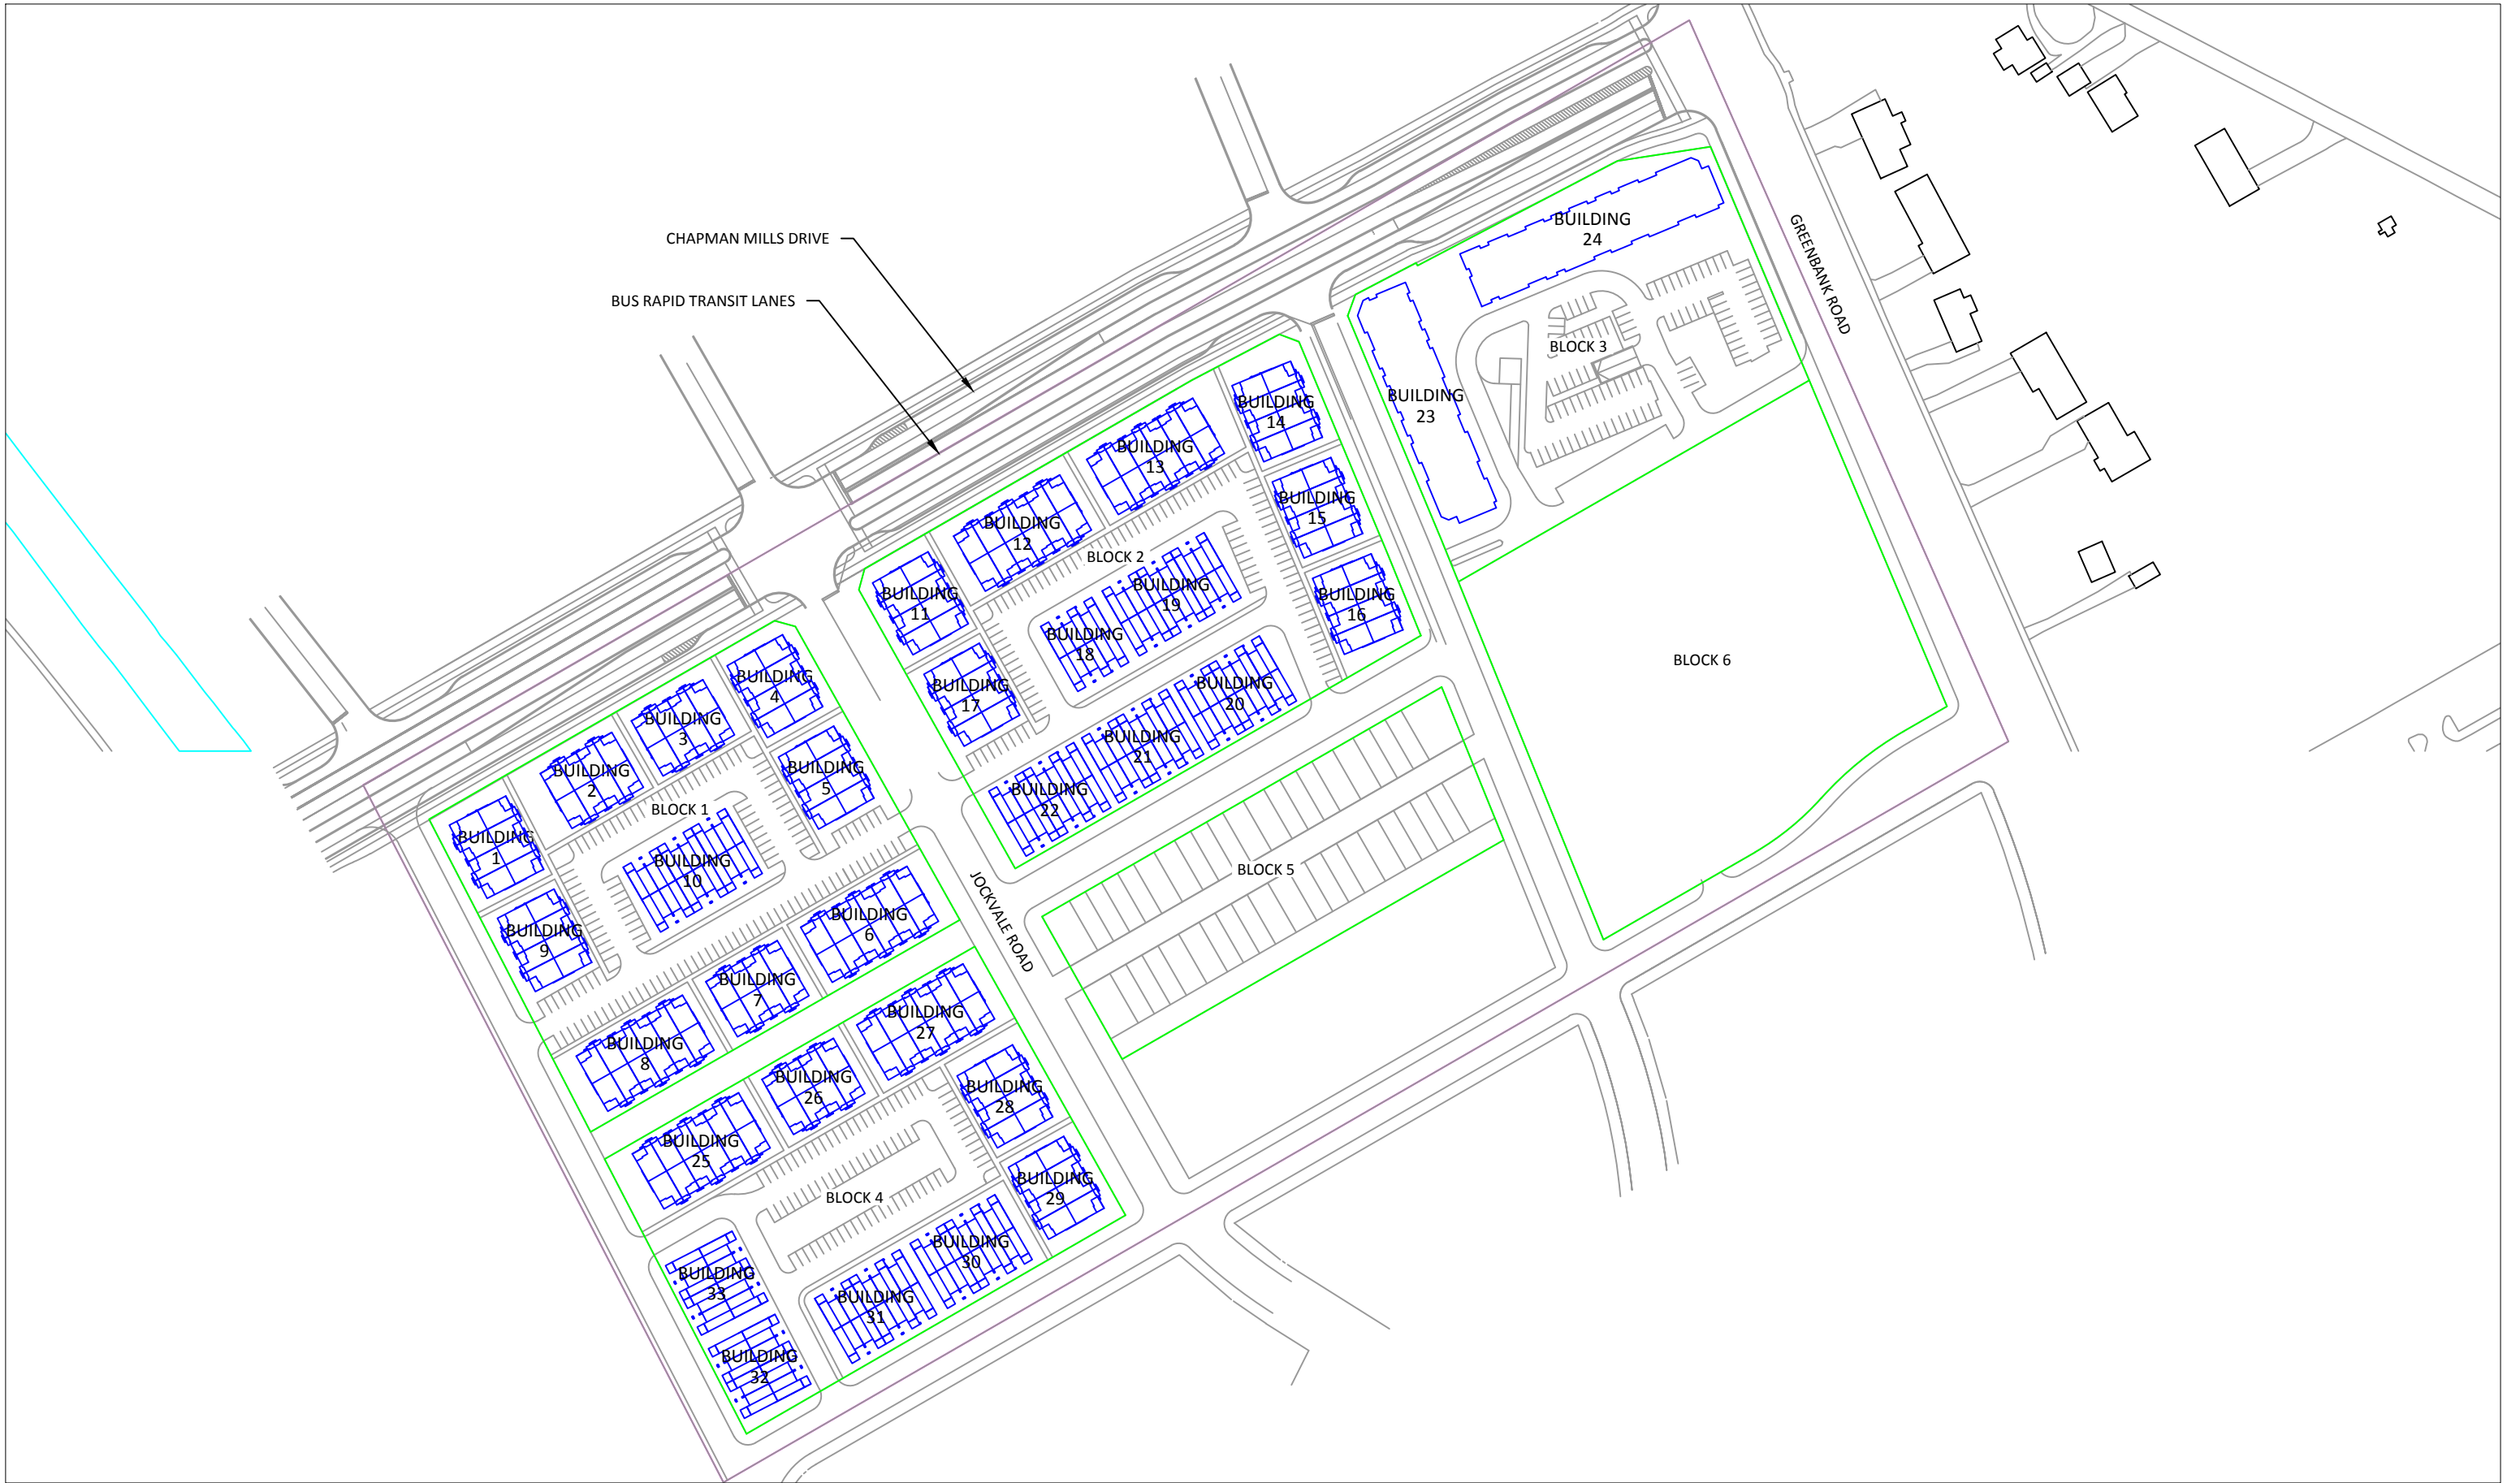 CHAPMAN MILLS DRIVE
BUS RAPID TRANSIT LANES
GREENBANK ROAD
JOCKVALE ROAD
BLOCK 1
BUILDING
1
BUILDING
2
BUILDING
3
BUILDING
4
BUILDING
5
BUILDING
6
BUILDING
7
BUILDING
8
BUILDING
9
BUILDING
10
BLOCK 2
BUILDING
11
BUILDING
12
BUILDING
13
BUILDING
14
BUILDING
15
BUILDING
16
BUILDING
17
BUILDING
18
BUILDING
19
BUILDING
20
BUILDING
21
BUILDING
22
BLOCK 3
BUILDING
23
BUILDING
24
BLOCK 4
BUILDING
25
BUILDING
26
BUILDING
27
BUILDING
28
BUILDING
29
BUILDING
30
BUILDING
31
BUILDING
32
BUILDING
33
BLOCK 5
BLOCK 6